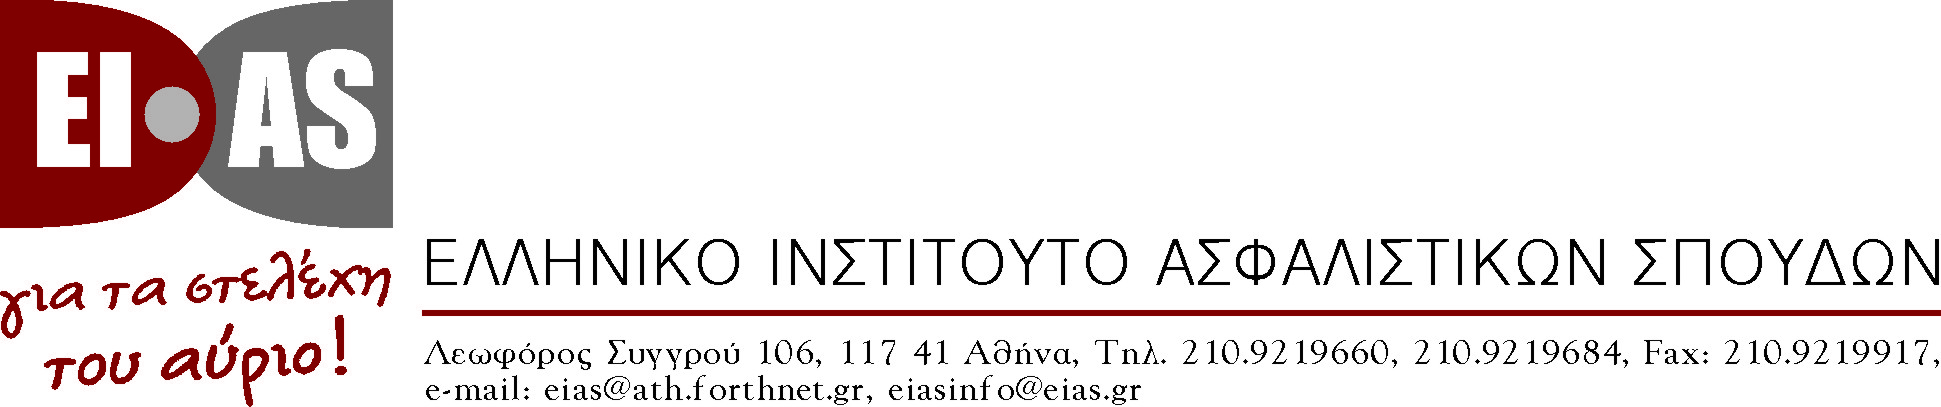 EI AS
για τα στελέχη
του αύριο!
ΕΛΛΗΝΙΚΟ ΙΝΣΤΙΤΟΥΤΟ ΑΣΦΑΛΙΣΤΙΚΩΝ ΣΠΟΥΔΩΝ
Λεωφόρος Συγγρού 106, 117 41 Αθήνα, Τηλ. 210.9219660, 210.9219684, Fax: 210.9219917,
e-mail: eias@ath.forthnet.gr, eiasinfo@eias.gr